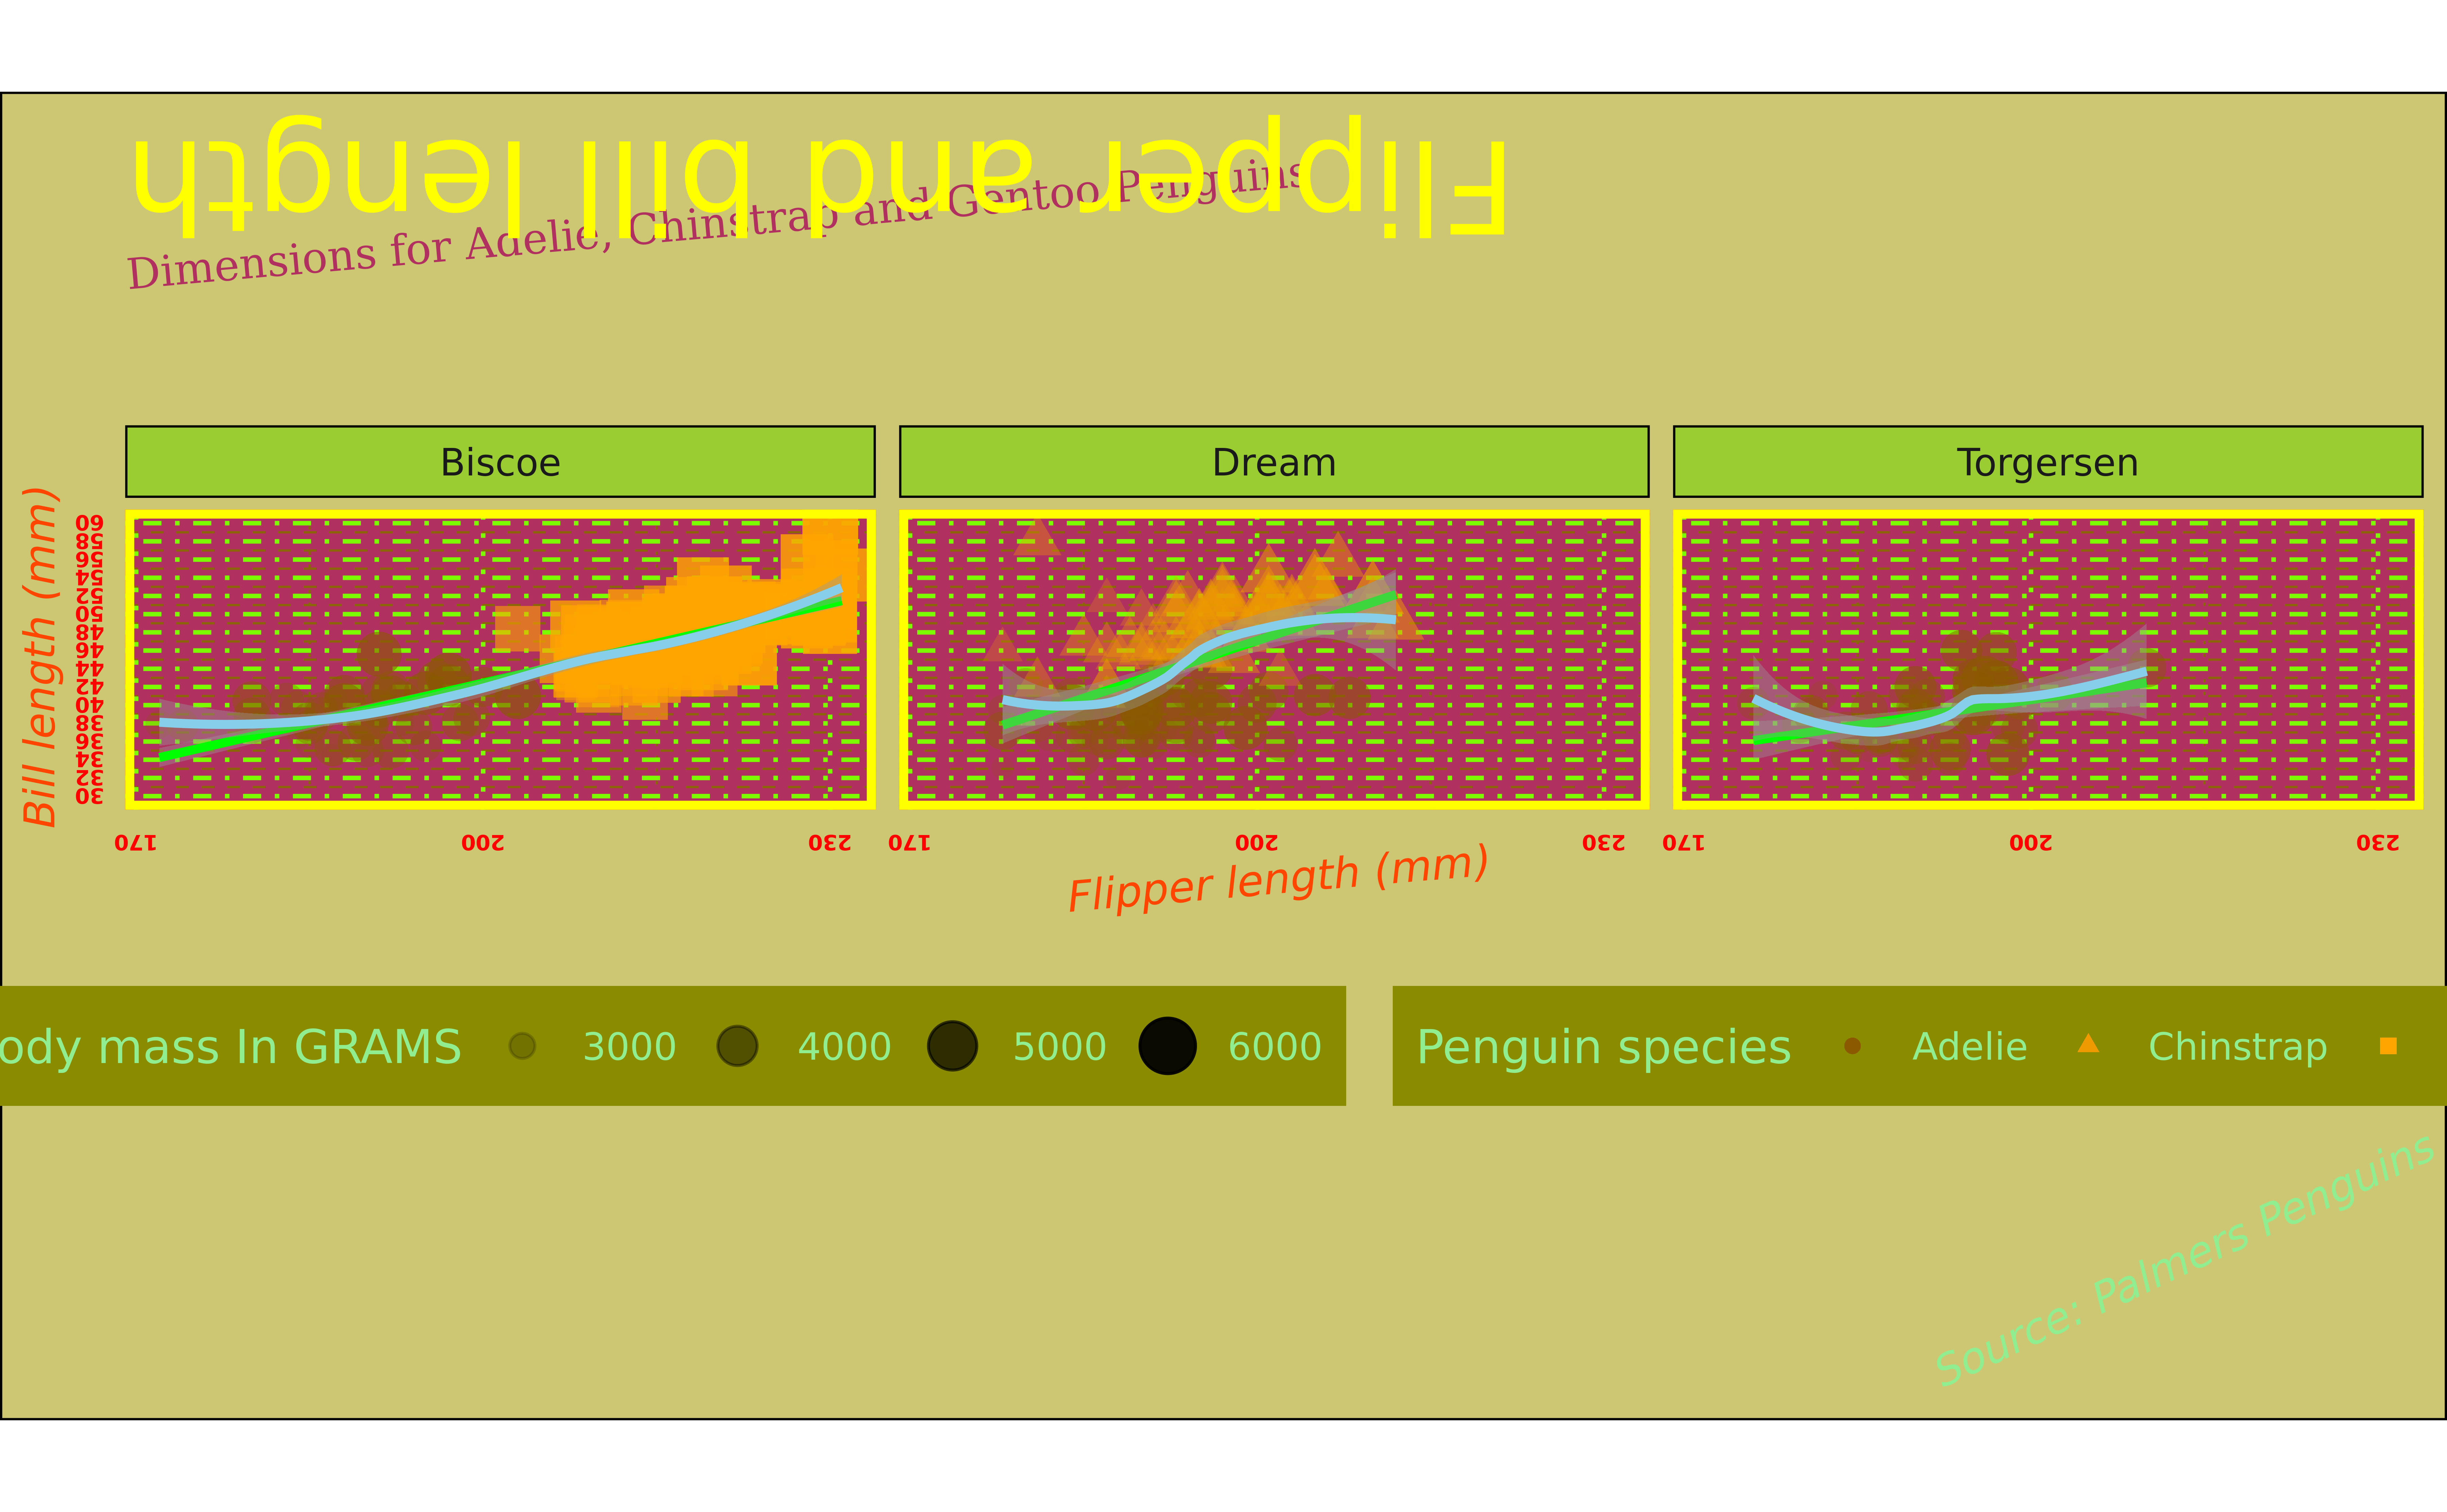 Flipper and bill length
Dimensions for Adelie, Chinstrap and Gentoo Penguins
Biscoe
Dream
Torgersen
Bill length (mm)
60
58
56
54
52
50
48
46
44
42
40
38
36
34
32
30
170 200 230
170 200 230
170 200 230
Flipper length (mm)
ody mass In GRAMS 3000 4000 5000 6000
Penguin species Adelie Chinstrap
Source: Palmers Penguins